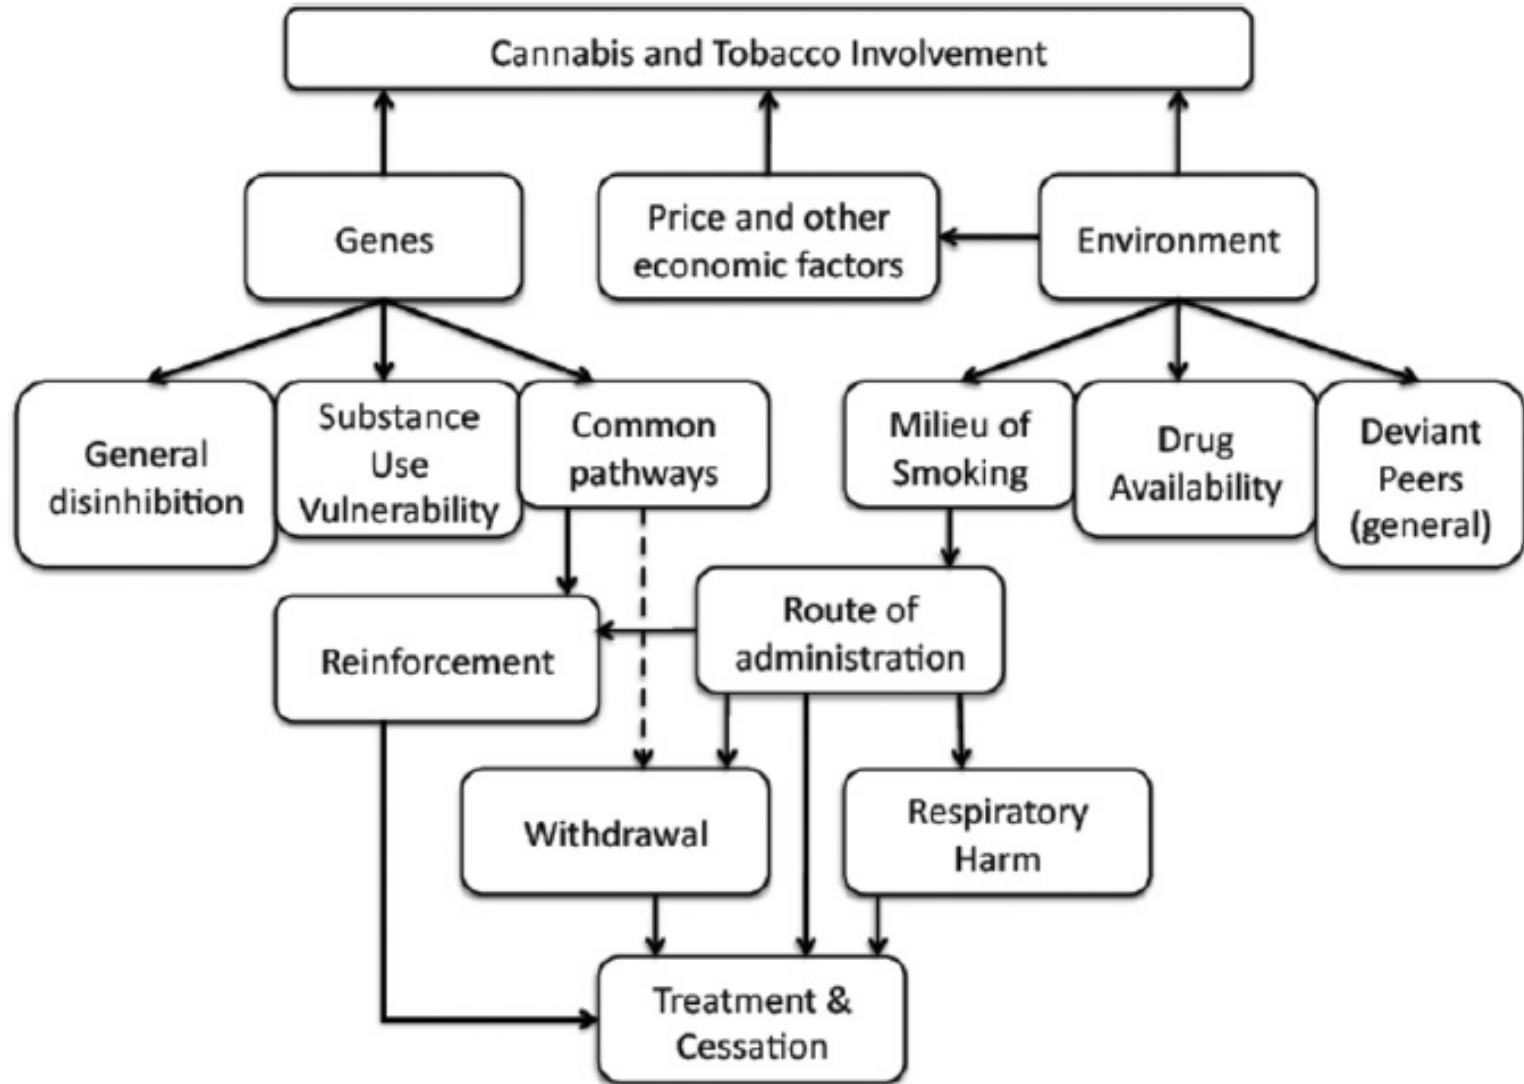 Cannabis and Tobacco Involvement
Genes
Price and other
economic factors
Environment
General
disinhibition
Substance
Use
Vulnerability
Common
pathways
Milieu of
Smoking
Drug
Availability
Deviant
Peers
(general)
Reinforcement
Route of
administration
Withdrawal
Respiratory
Harm
Treatment &
Cessation